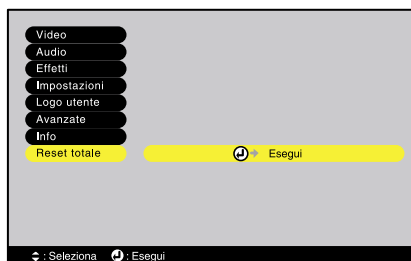 Video
Audio
Effetti
Impostazioni
Logo utente
Avanzate
Info
Reset totale Esegui
: Seleziona : Esegui